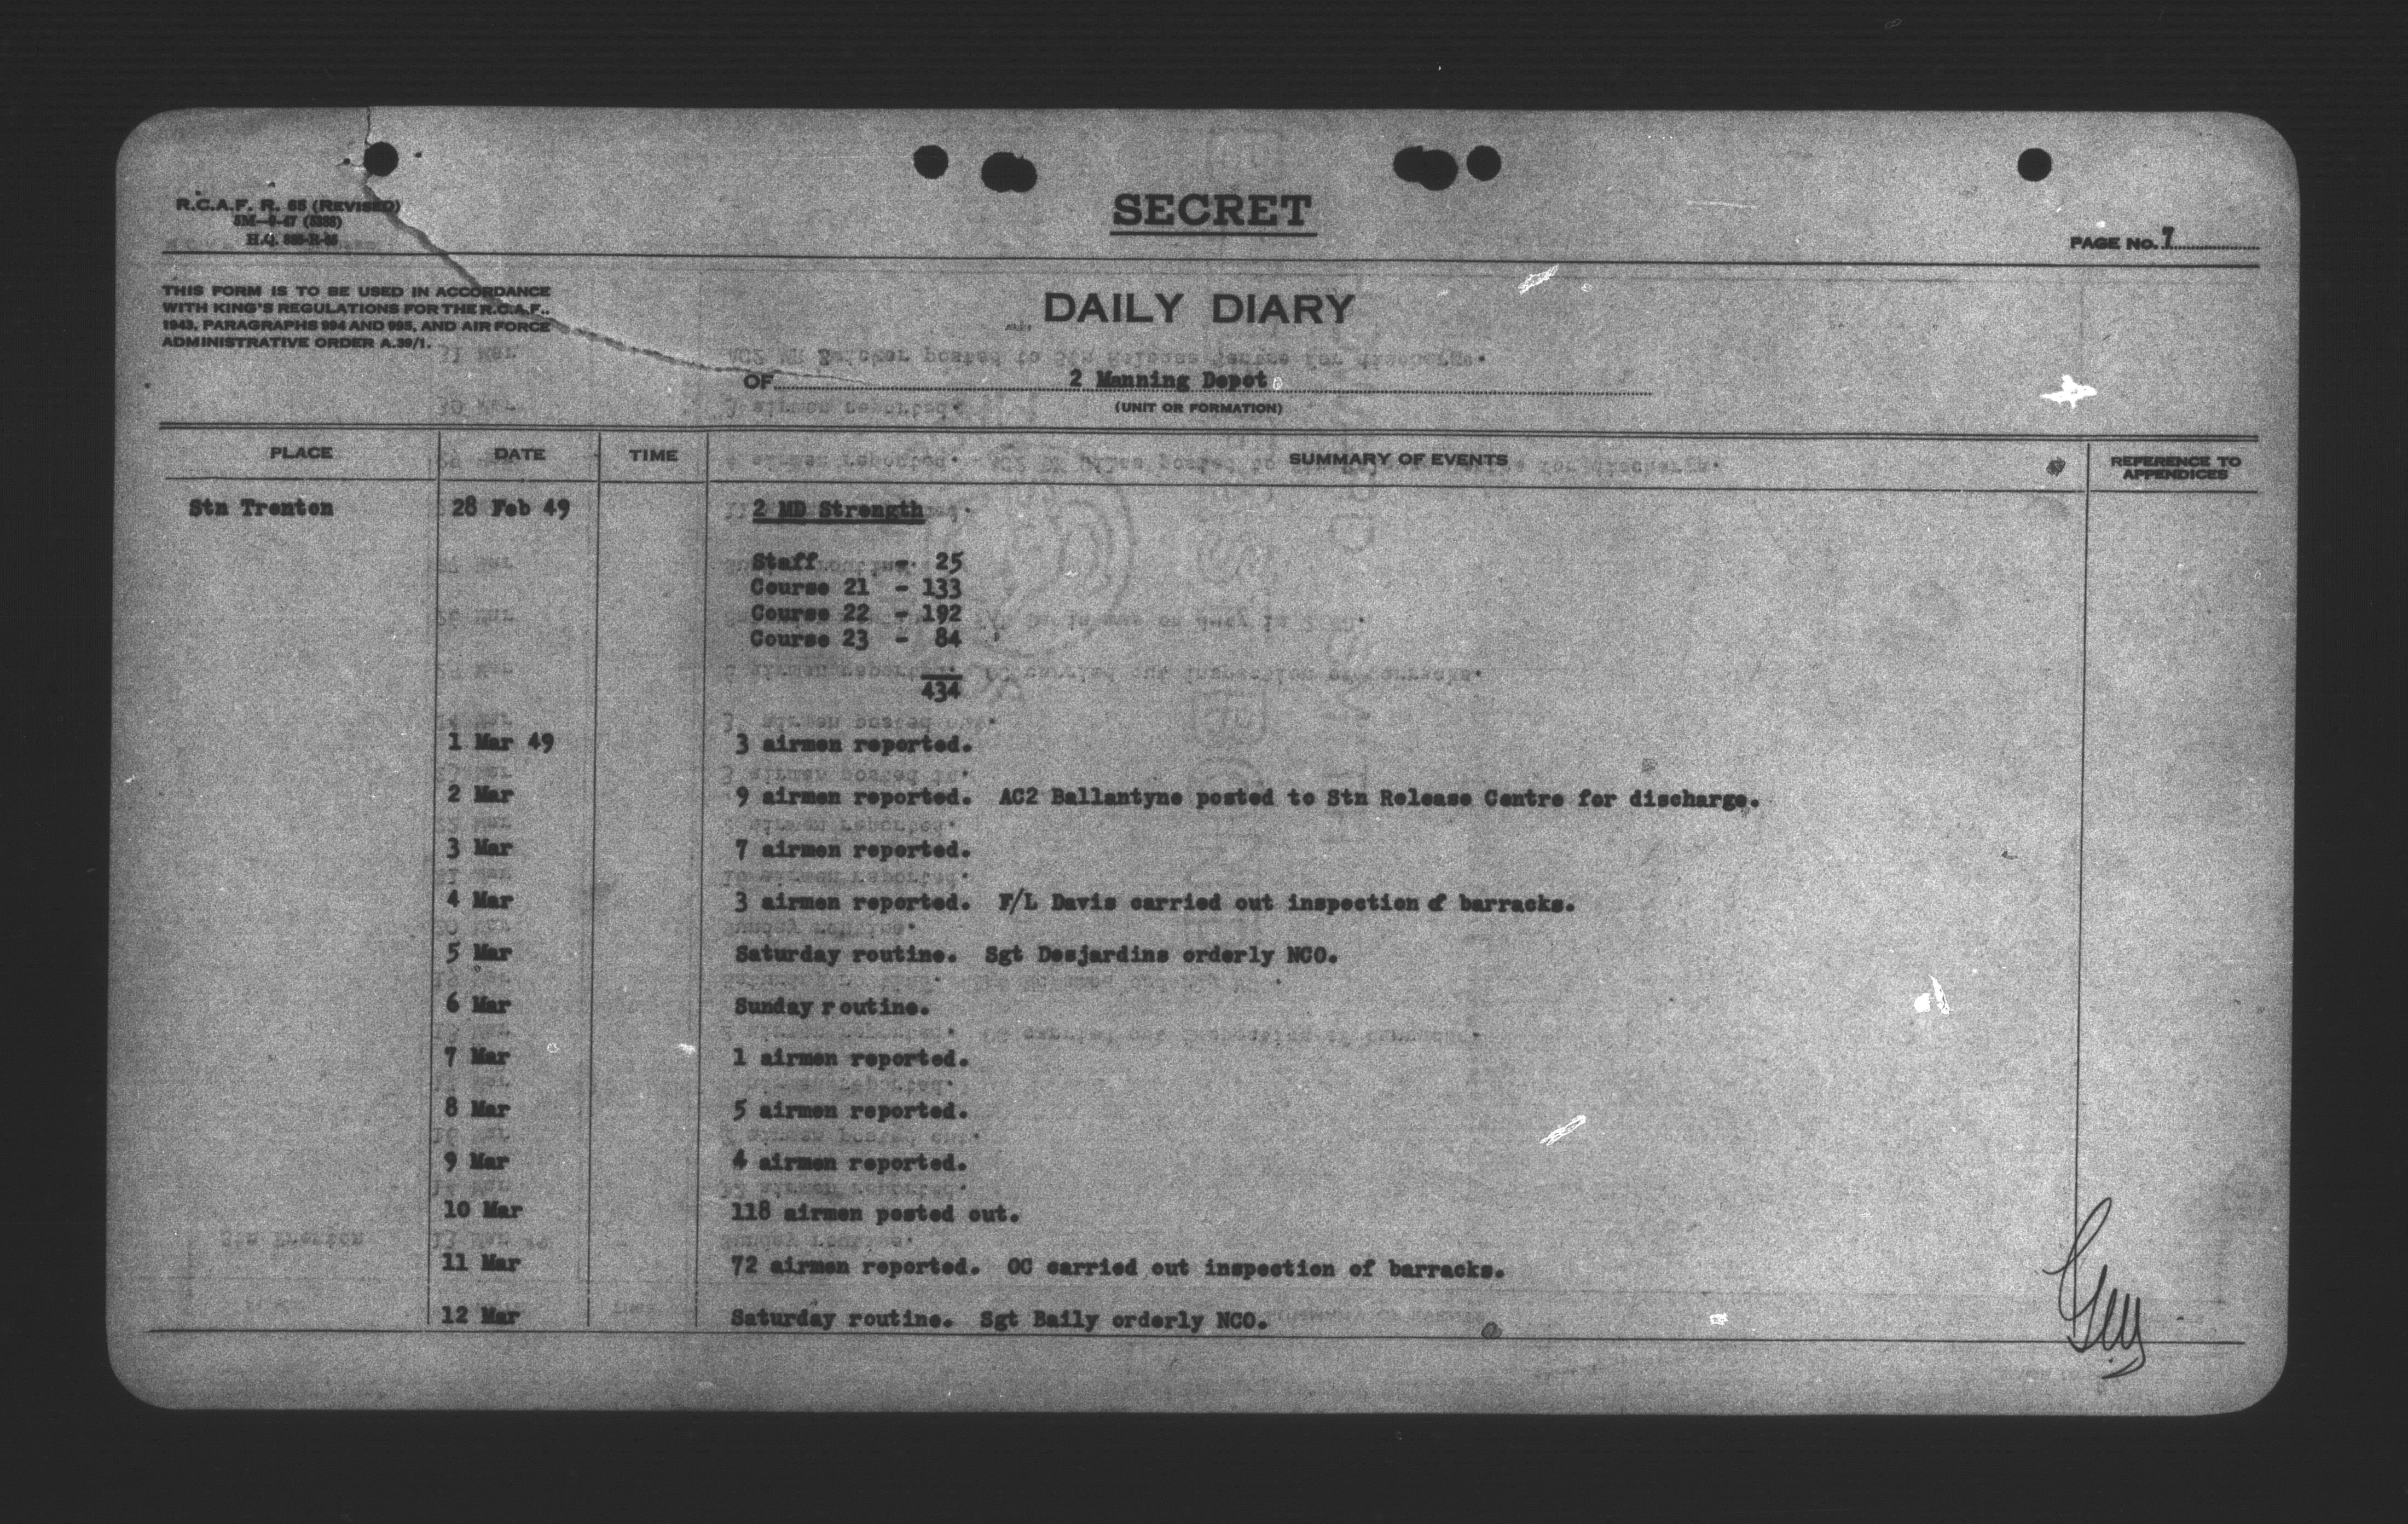 SECRET
R.C.A.F. R. 65 (REVISED)
H.Q.
PAGE No. 7
THIS FORM IS TO BE USED IN ACCORDANCE
WITH KING'S REGULATIONS FOR THE R.C.A.F.,
1943, PARAGRAPHS 994 AND 995, AND AIR FORCE
ADMINISTRATIVE ORDER A.39/1.
DAILY DIARY
OF 2 Manning Depot
(UNIT OR FORMATION)
PLACE DATE TIME SUMMARY OF EVENTS REFERENCE TO APPENDICES
Stn Trenton 28 Feb 49 2 MD Strength
Staff - 25
Course 21 - 133
Course 22 - 192
Course 23 - 84
434
1 Mar 49 3 airmen reported.
2 Mar 9 airmen reported. AC2 Ballantyne posted to Stn Release Centre for discharge.
3 Mar 7 airmen reported.
4 Mar 3 airmen reported. F/L Davis carried out inspection of barracks.
5 Mar Saturday routine. Sgt Desjardins orderly NCO.
6 Mar Sunday r outine.
7 Mar 1 airmen reported.
8 Mar 5 airmen reported.
9 Mar 4 airmen reported.
10 Mar 118 airmen posted out.
11 Mar 72 airmen reported. OC carried out inspection of barracks.
12 Mar Saturday routine. Sgt Baily orderly NCO.